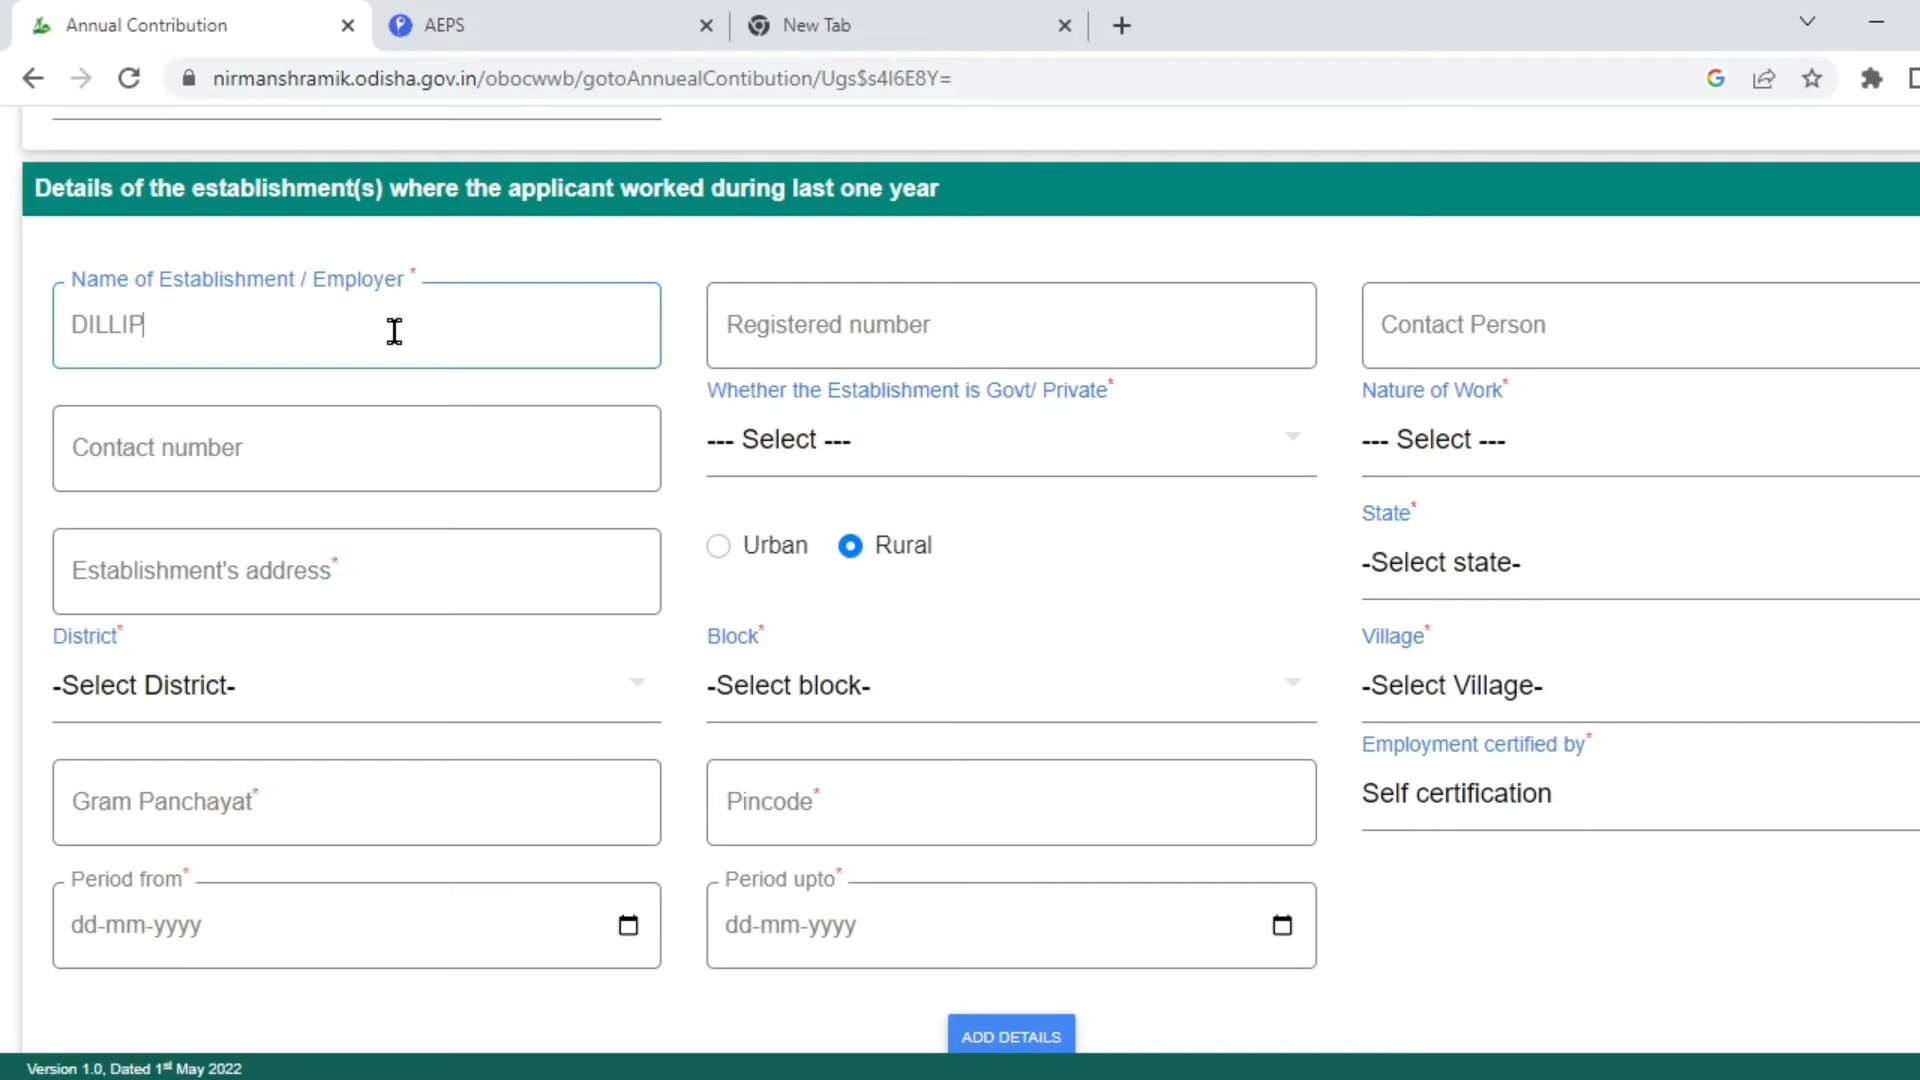 Annual Contribution
AEPS
New Tab
nirmanshramik.odisha.gov.in/obocwwb/gotoAnnuealContibution/Ugs$s4I6E8Y=
Details of the establishment(s) where the applicant worked during last one year
Name of Establishment / Employer *
DILLIP
Registered number
Contact Person
Contact number
Whether the Establishment is Govt/ Private*
--- Select ---
Nature of Work*
--- Select ---
Establishment's address*
Urban
Rural
State*
-Select state-
District*
-Select District-
Block*
-Select block-
Village*
-Select Village-
Gram Panchayat*
Pincode*
Employment certified by*
Self certification
Period from*
dd-mm-yyyy
Period upto*
dd-mm-yyyy
ADD DETAILS
Version 1.0, Dated 1st May 2022